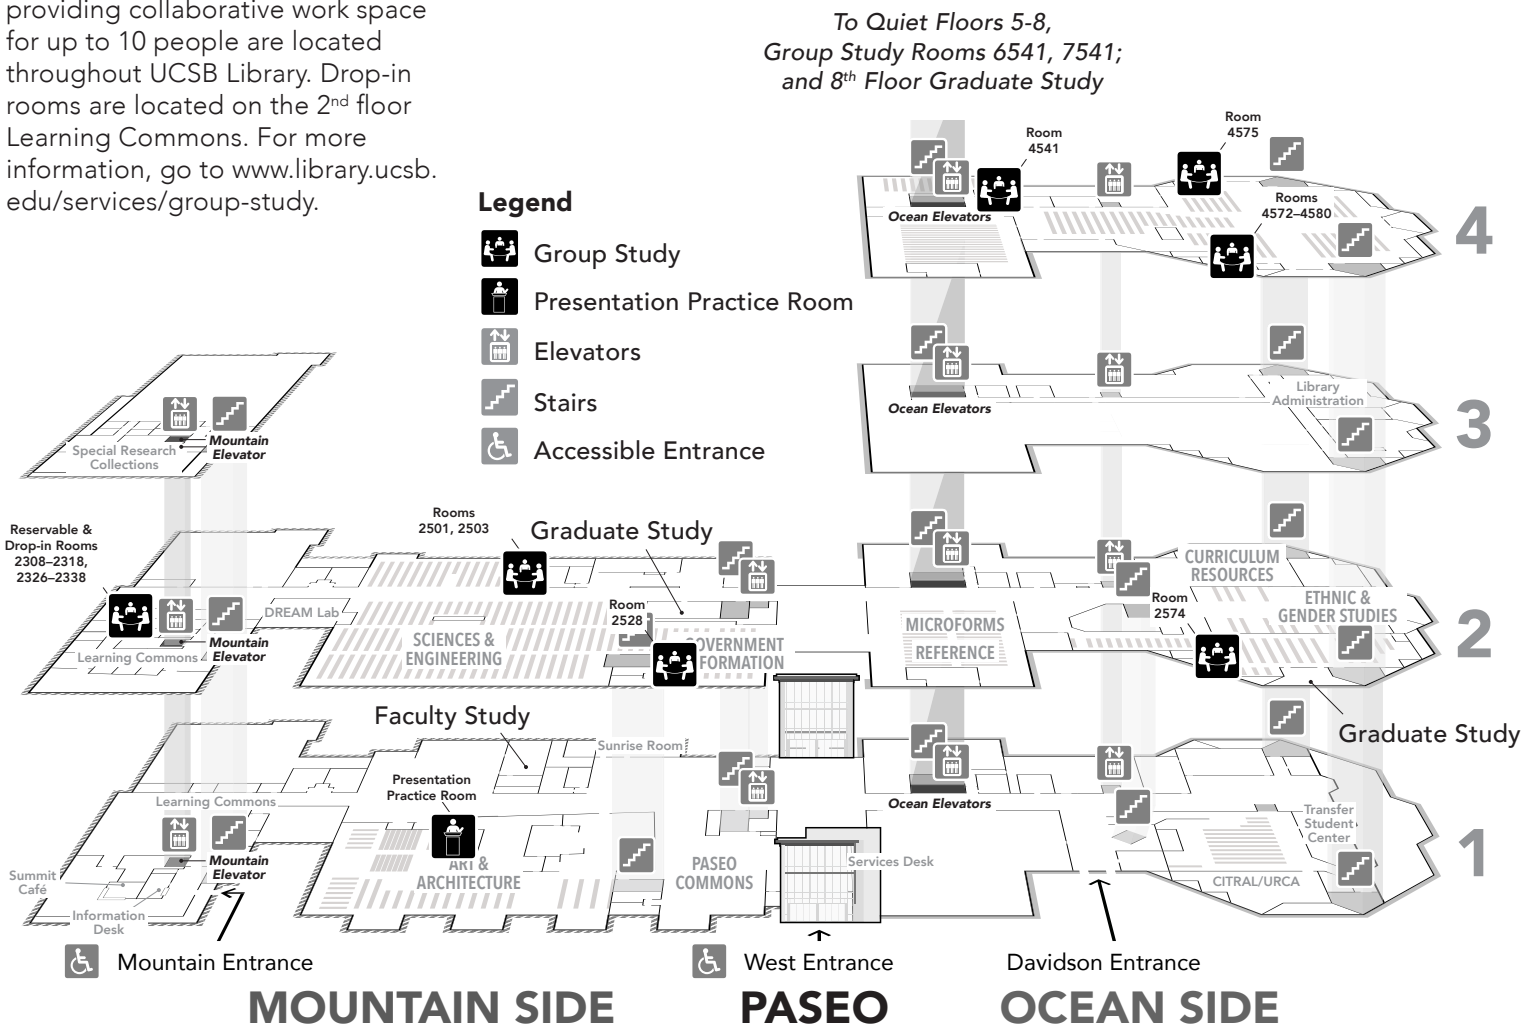 providing collaborative work space
for up to 10 people are located
throughout UCSB Library. Drop-in
rooms are located on the 2nd floor
Learning Commons. For more
information, go to www.library.ucsb.
edu/services/group-study.
To Quiet Floors 5-8,
Group Study Rooms 6541, 7541;
and 8th Floor Graduate Study
Legend
Group Study
Presentation Practice Room
Elevators
Stairs
Accessible Entrance
Room
4541
Room
4575
Rooms
4572–4580
Ocean Elevators
4
Library
Administration
Ocean Elevators
3
Special Research
Collections
Mountain
Elevator
Reservable &
Drop-in Rooms
2308–2318,
2326–2338
Rooms
2501, 2503
Graduate Study
DREAM Lab
Learning Commons
Mountain
Elevator
SCIENCES &
ENGINEERING
Room
2528
OVERNMENT
FORMATION
MICROFORMS
REFERENCE
Room
2574
CURRICULUM
RESOURCES
ETHNIC &
GENDER STUDIES
2
Graduate Study
Faculty Study
Sunrise Room
Presentation
Practice Room
Learning Commons
Mountain
Elevator
Summit
Café
Information
Desk
ART &
ARCHITECTURE
PASEO
COMMONS
Services Desk
Ocean Elevators
Transfer
Student
Center
CITRAL/URCA
1
Mountain Entrance
West Entrance
Davidson Entrance
MOUNTAIN SIDE
PASEO
OCEAN SIDE